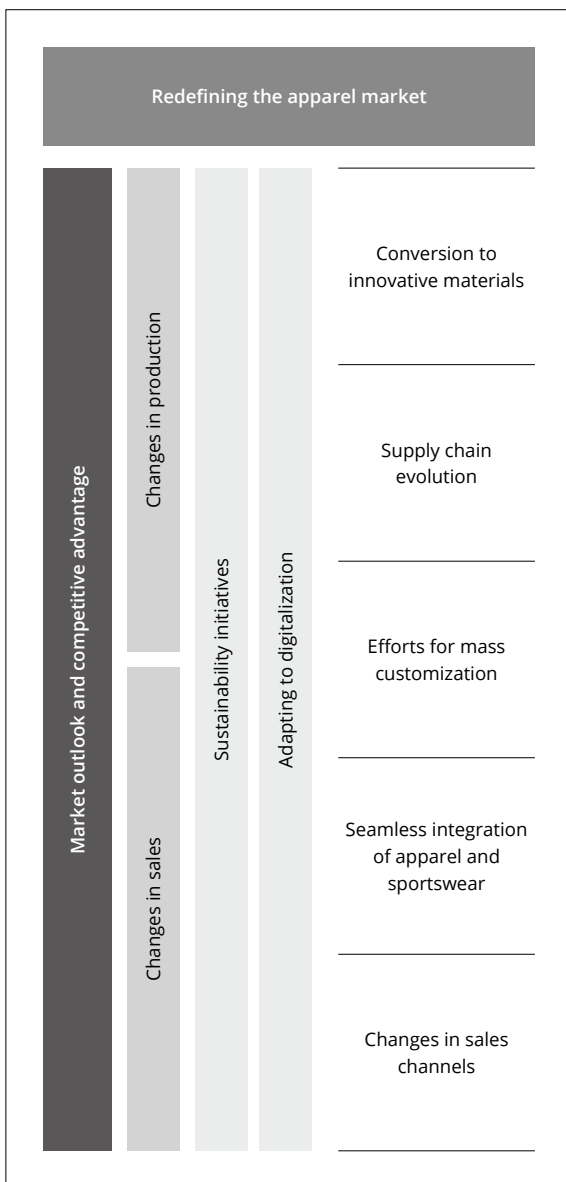 Redefining the apparel market
Market outlook and competitive advantage
Changes in production
Changes in sales
Sustainability initiatives
Adapting to digitalization
Conversion to
innovative materials
Supply chain
evolution
Efforts for mass
customization
Seamless integration
of apparel and
sportswear
Changes in sales
channels